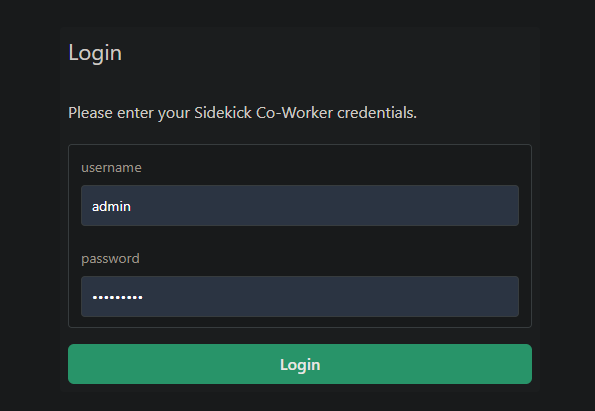 Login
Please enter your Sidekick Co-Worker credentials.
username
admin
password
•••••••••
Login